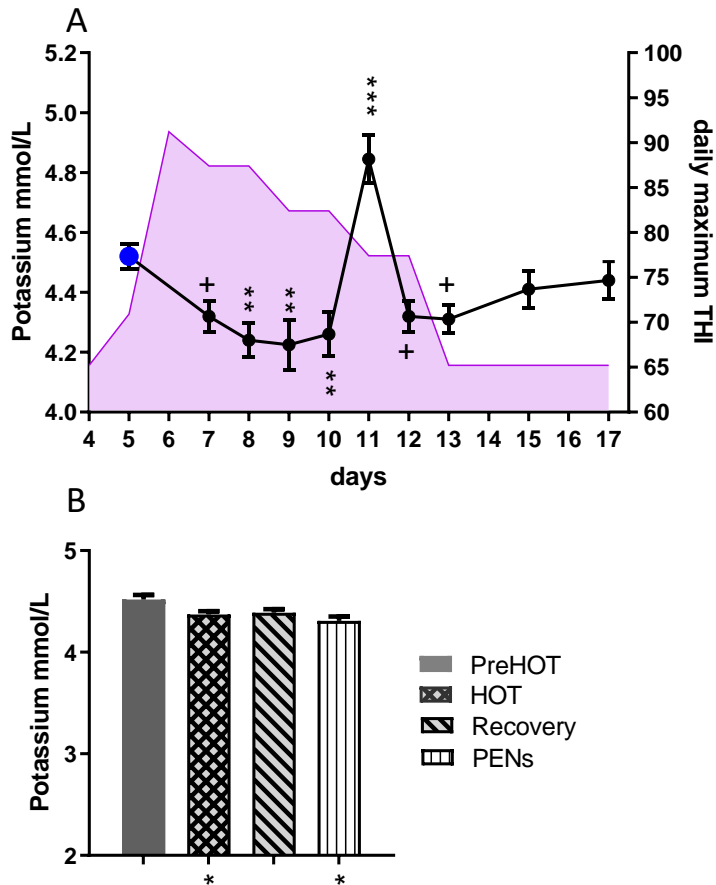 A
5.2
5.0
4.8
4.6
4.4
4.2
4.0
Potassium mmol/L
100
95
90
85
80
75
70
65
60
daily maximum THI
+
**
**
**
***
+
+
4 5 6 7 8 9 10 11 12 13 14 15 16 17
days
B
5
4
3
2
Potassium mmol/L
* *
PreHOT
HOT
Recovery
PENs